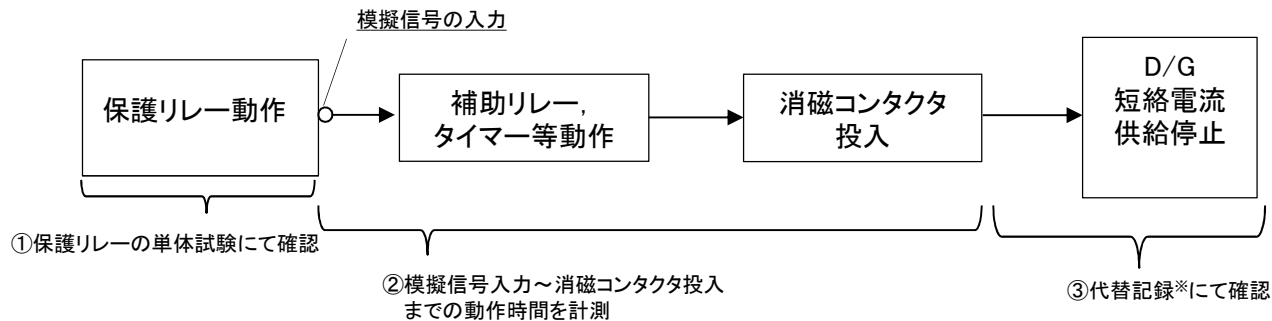 模擬信号の入力
保護リレー動作
補助リレー,
タイマー等動作
消磁コンタクタ
投入
D/G
短絡電流
供給停止
①保護リレーの単体試験にて確認
②模擬信号入力～消磁コンタクタ投入
までの動作時間を計測
③代替記録※にて確認